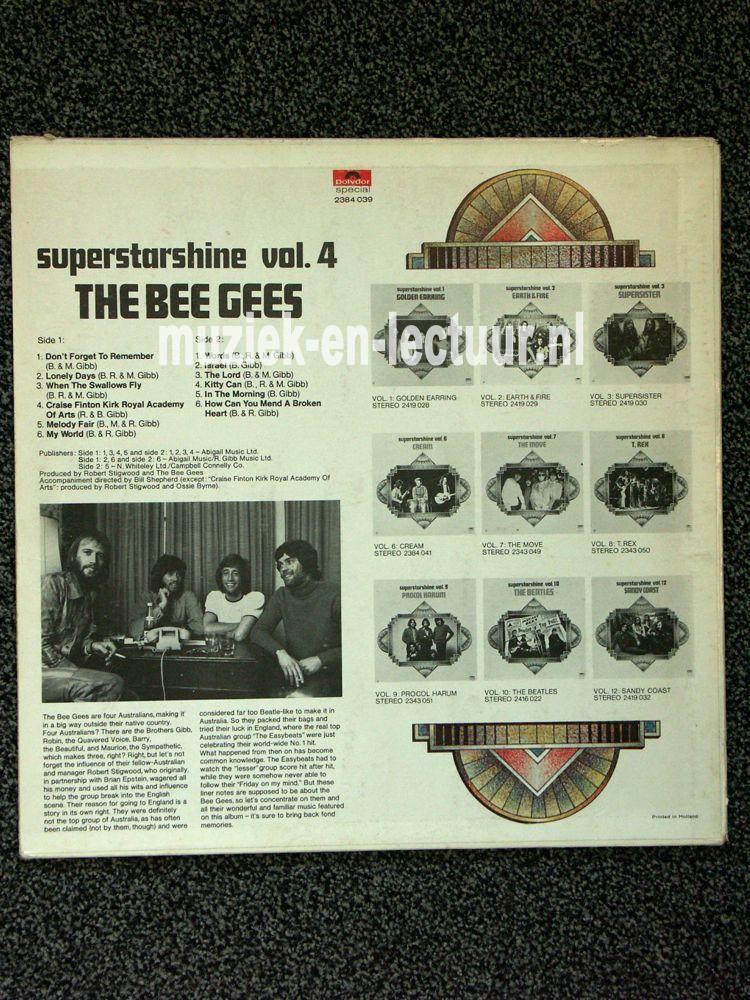 Polydor
special
2384 039
superstarshine vol. 4
THE BEE GEES
muziek-en-lectuur.nl
Side 1:
1. Don't Forget To Remember
(B. & M. Gibb)
2. Lonely Days (B. R. & M. Gibb)
3. When The Swallows Fly
(B. R. & M. Gibb)
4. Craise Finton Kirk Royal Academy
Of Arts (R. & B. Gibb)
5. Melody Fair (B., M. & R. Gibb)
6. My World (B. & R. Gibb)
Side 2:
1. Words (B., R. & M. Gibb)
2. Israel (B. Gibb)
3. The Lord (B. & M. Gibb)
4. Kitty Can (B., R. & M. Gibb)
5. In The Morning (B. Gibb)
6. How Can You Mend A Broken
Heart (B. & R. Gibb)
Publishers: Side 1: 1, 3, 4, 5 and side 2: 1, 2, 3, 4 – Abigail Music Ltd.
Side 1: 2, 6 and side 2: 6 – Abigail Music/R. Gibb Music Ltd.
Side 2: 5 – N. Whiteley Ltd./Campbell Connelly Co.
Produced by Robert Stigwood and The Bee Gees
Accompaniment directed by Bill Shepherd (except: "Craise Finton Kirk Royal Academy Of
Arts": produced by Robert Stigwood and Ossie Byrne).
The Bee Gees are four Australians, making it
in a big way outside their native country.
Four Australians? There are the Brothers Gibb,
Robin, the Quavered Voice, Barry,
the Beautiful, and Maurice, the Sympathetic,
which makes three, right? Right, but let's not
forget the influence of their fellow-Australian
and manager Robert Stigwood, who originally,
in partnership with Brian Epstein, wagered all
his money and used all his wits and influence
to help the group break into the English
scene. Their reason for going to England is a
story in its own right. They were definitely
not the top group of Australia, as has often
been claimed (not by them, though) and were
considered far too Beatle-like to make it in
Australia. So they packed their bags and
tried their luck in England, where the real top
Australian group "The Easybeats" were just
celebrating their world-wide No. 1 hit.
What happened from then on has become
common knowledge. The Easybeats had to
watch the "lesser" group score hit after hit,
while they were somehow never able to
follow their "Friday on my mind." But these
liner notes are supposed to be about the
Bee Gees, so let's concentrate on them and
all their wonderful and familiar music featured
on this album – it's sure to bring back fond
memories.
superstarshine vol. 1
GOLDEN EARRING
superstarshine vol. 2
EARTH & FIRE
superstarshine vol. 3
SUPERSISTER
VOL. 1: GOLDEN EARRING
STEREO 2419 028
VOL. 2: EARTH & FIRE
STEREO 2419 029
VOL. 3: SUPERSISTER
STEREO 2419 030
superstarshine vol. 6
CREAM
superstarshine vol. 7
THE MOVE
superstarshine vol. 8
T. REX
VOL. 6: CREAM
STEREO 2384 041
VOL. 7: THE MOVE
STEREO 2343 049
VOL. 8: T. REX
STEREO 2343 050
superstarshine vol. 9
PROCOL HARUM
superstarshine vol. 10
THE BEATLES
superstarshine vol. 12
SANDY COAST
VOL. 9: PROCOL HARUM
STEREO 2343 051
VOL. 10: THE BEATLES
STEREO 2416 022
VOL. 12: SANDY COAST
STEREO 2419 032
Printed in Holland